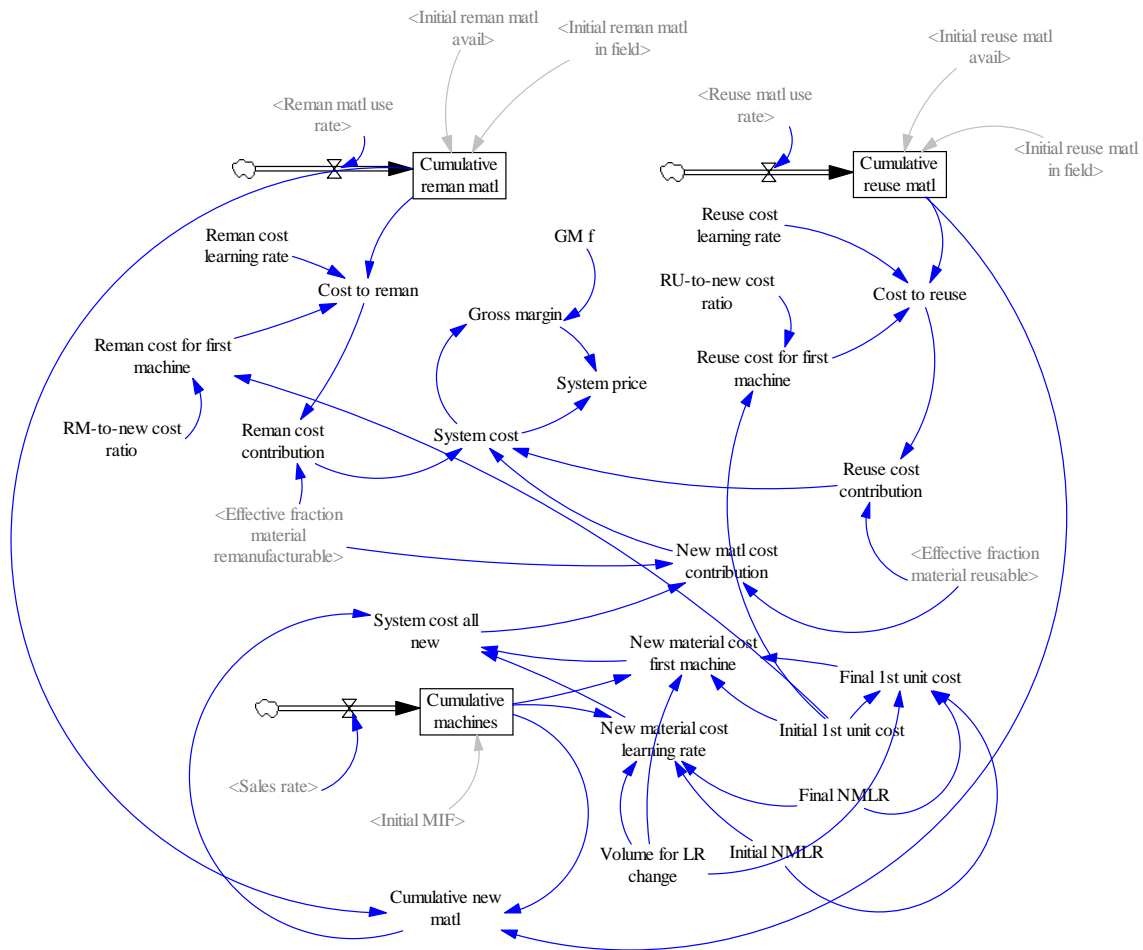 <Initial reman matl
avail>
<Initial reman matl
in field>
<Initial reuse matl
avail>
<Reman matl use
rate>
<Reuse matl use
rate>
<Initial reuse matl
in field>
Cumulative
reman matl
Cumulative
reuse matl
Reman cost
learning rate
GM f
Reuse cost
learning rate
Cost to reman
RU-to-new cost
ratio
Cost to reuse
Gross margin
Reman cost for first
machine
Reuse cost for first
machine
System price
RM-to-new cost
ratio
Reman cost
contribution
System cost
Reuse cost
contribution
<Effective fraction
material
remanufacturable>
New matl cost
contribution
<Effective fraction
material reusable>
System cost all
new
New material cost
first machine
Final 1st unit cost
Cumulative
machines
New material cost
learning rate
Initial 1st unit cost
<Sales rate>
Final NMLR
<Initial MIF>
Volume for LR
change
Initial NMLR
Cumulative new
matl